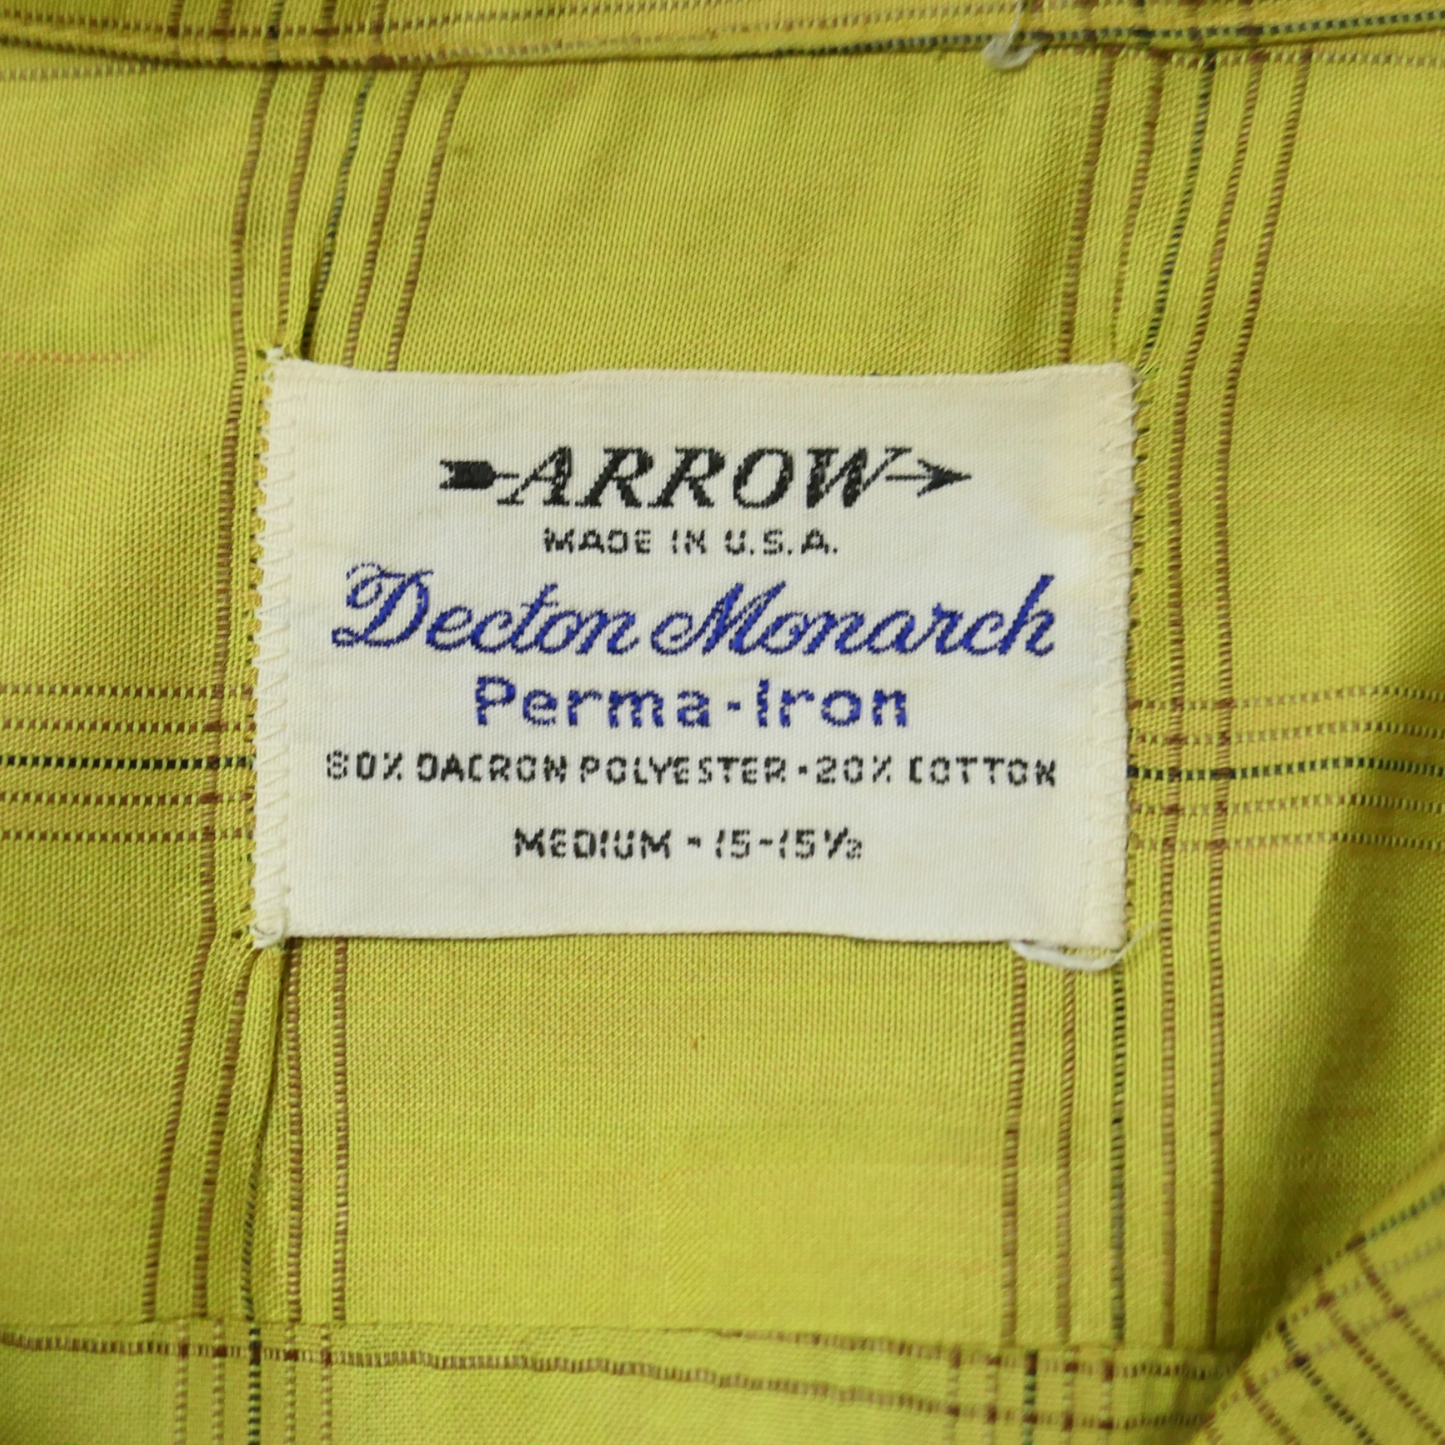 ARROW
MADE IN U.S.A.
Decton Monarch
Perma-Iron
80% DACRON POLYESTER • 20% COTTON
MEDIUM - 15-15½